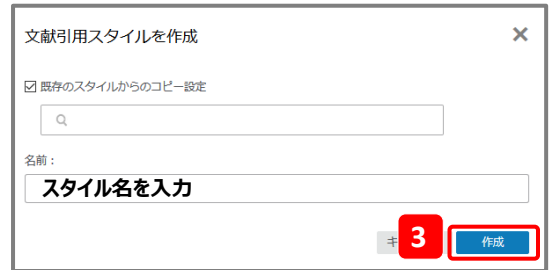 文献引用スタイルを作成 ×
☑ 既存のスタイルからのコピー設定
名前：
スタイル名を入力
キ 3 作成